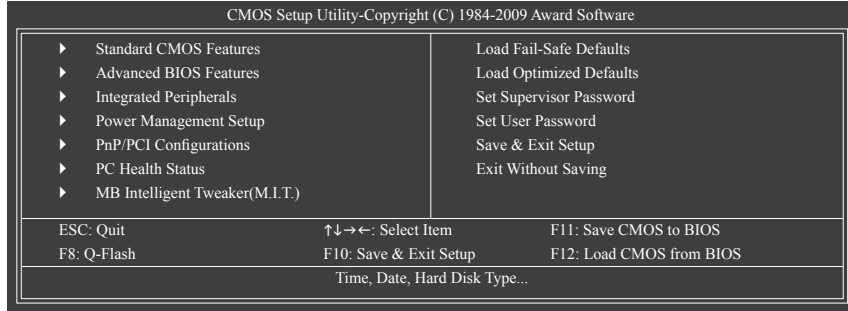 CMOS Setup Utility-Copyright (C) 1984-2009 Award Software
▶ Standard CMOS Features
▶ Advanced BIOS Features
▶ Integrated Peripherals
▶ Power Management Setup
▶ PnP/PCI Configurations
▶ PC Health Status
▶ MB Intelligent Tweaker(M.I.T.)
Load Fail-Safe Defaults
Load Optimized Defaults
Set Supervisor Password
Set User Password
Save & Exit Setup
Exit Without Saving
ESC: Quit ↑↓→←: Select Item F11: Save CMOS to BIOS
F8: Q-Flash F10: Save & Exit Setup F12: Load CMOS from BIOS
Time, Date, Hard Disk Type...